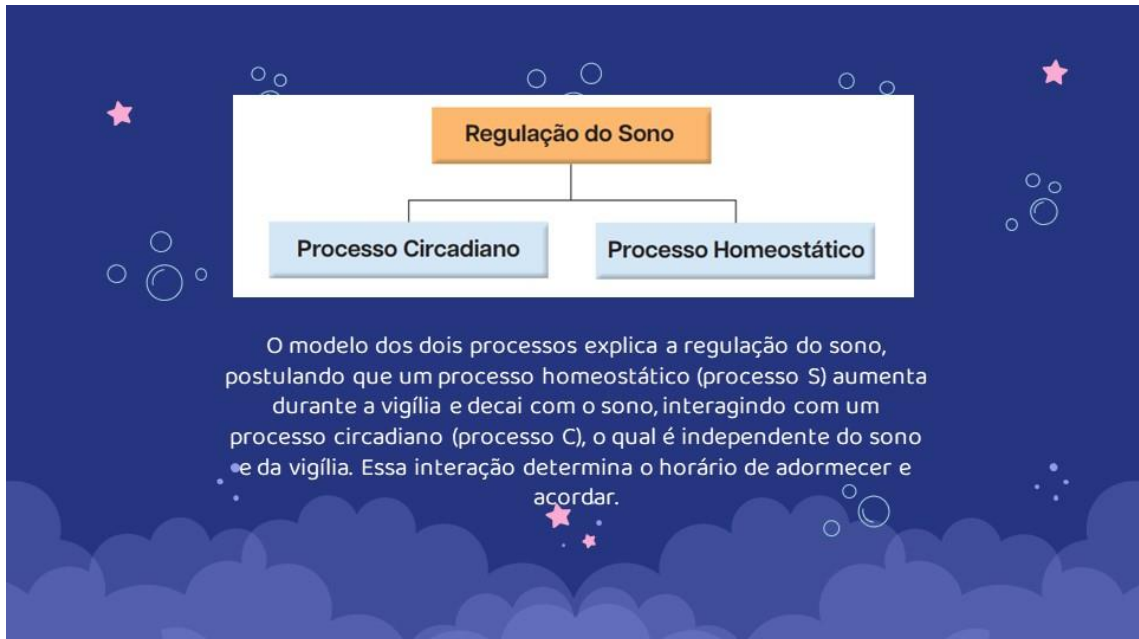 Regulação do Sono
Processo Circadiano
Processo Homeostático
O modelo dos dois processos explica a regulação do sono,
postulando que um processo homeostático (processo S) aumenta
durante a vigília e decai com o sono, interagindo com um
processo circadiano (processo C), o qual é independente do sono
e da vigília. Essa interação determina o horário de adormecer e
acordar.